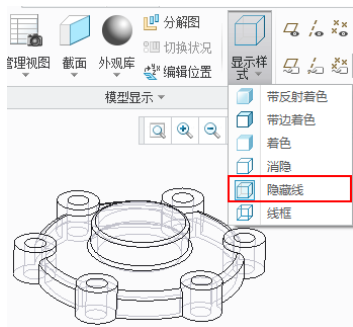 分解图
切换状况
编辑位置
管理视图
截面
外观库
显示样式
模型显示
带反射着色
带边着色
着色
消隐
隐藏线
线框